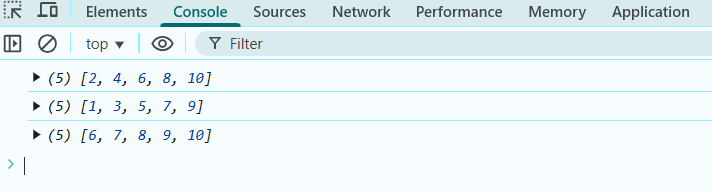 Elements Console Sources Network Performance Memory Application
top Filter
(5) [2, 4, 6, 8, 10]
(5) [1, 3, 5, 7, 9]
(5) [6, 7, 8, 9, 10]